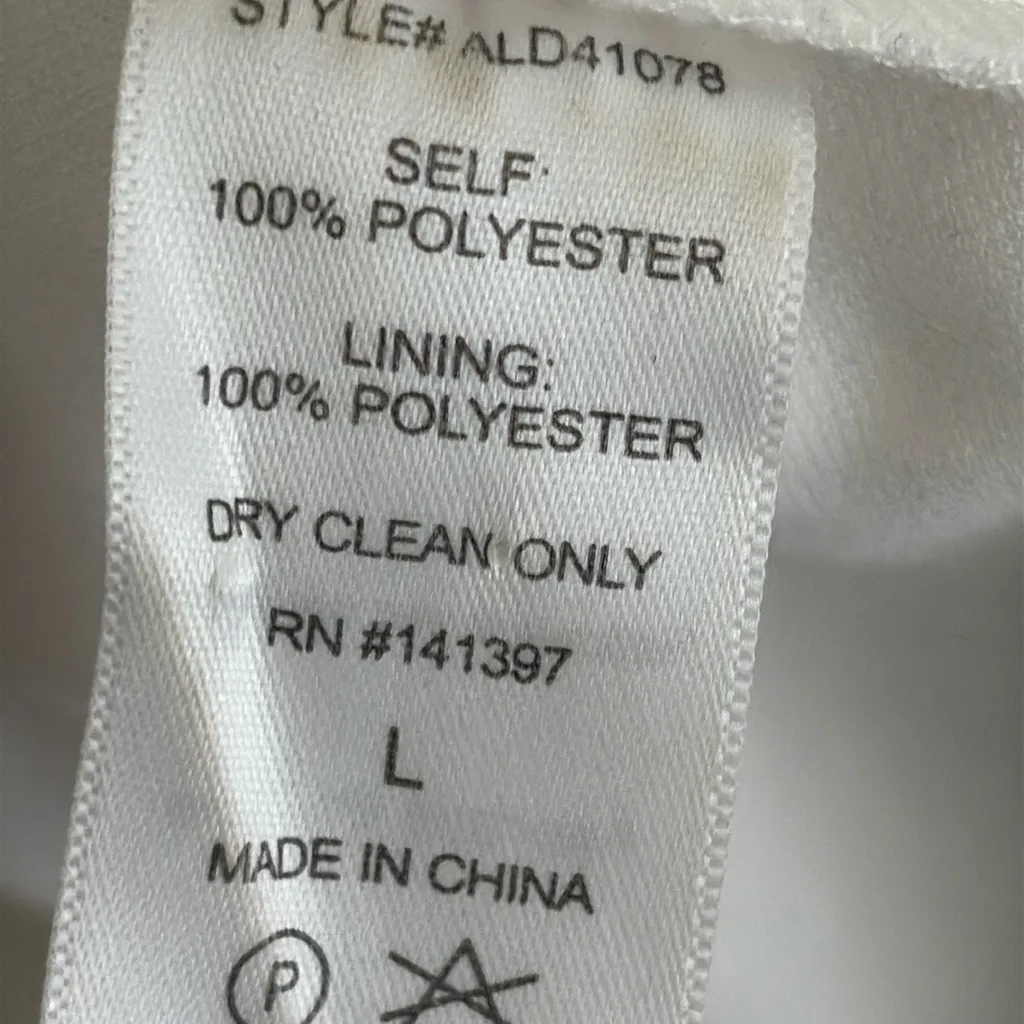 STYLE# ALD41078
SELF:
100% POLYESTER
LINING:
100% POLYESTER
DRY CLEAN ONLY
RN #141397
L
MADE IN CHINA
P